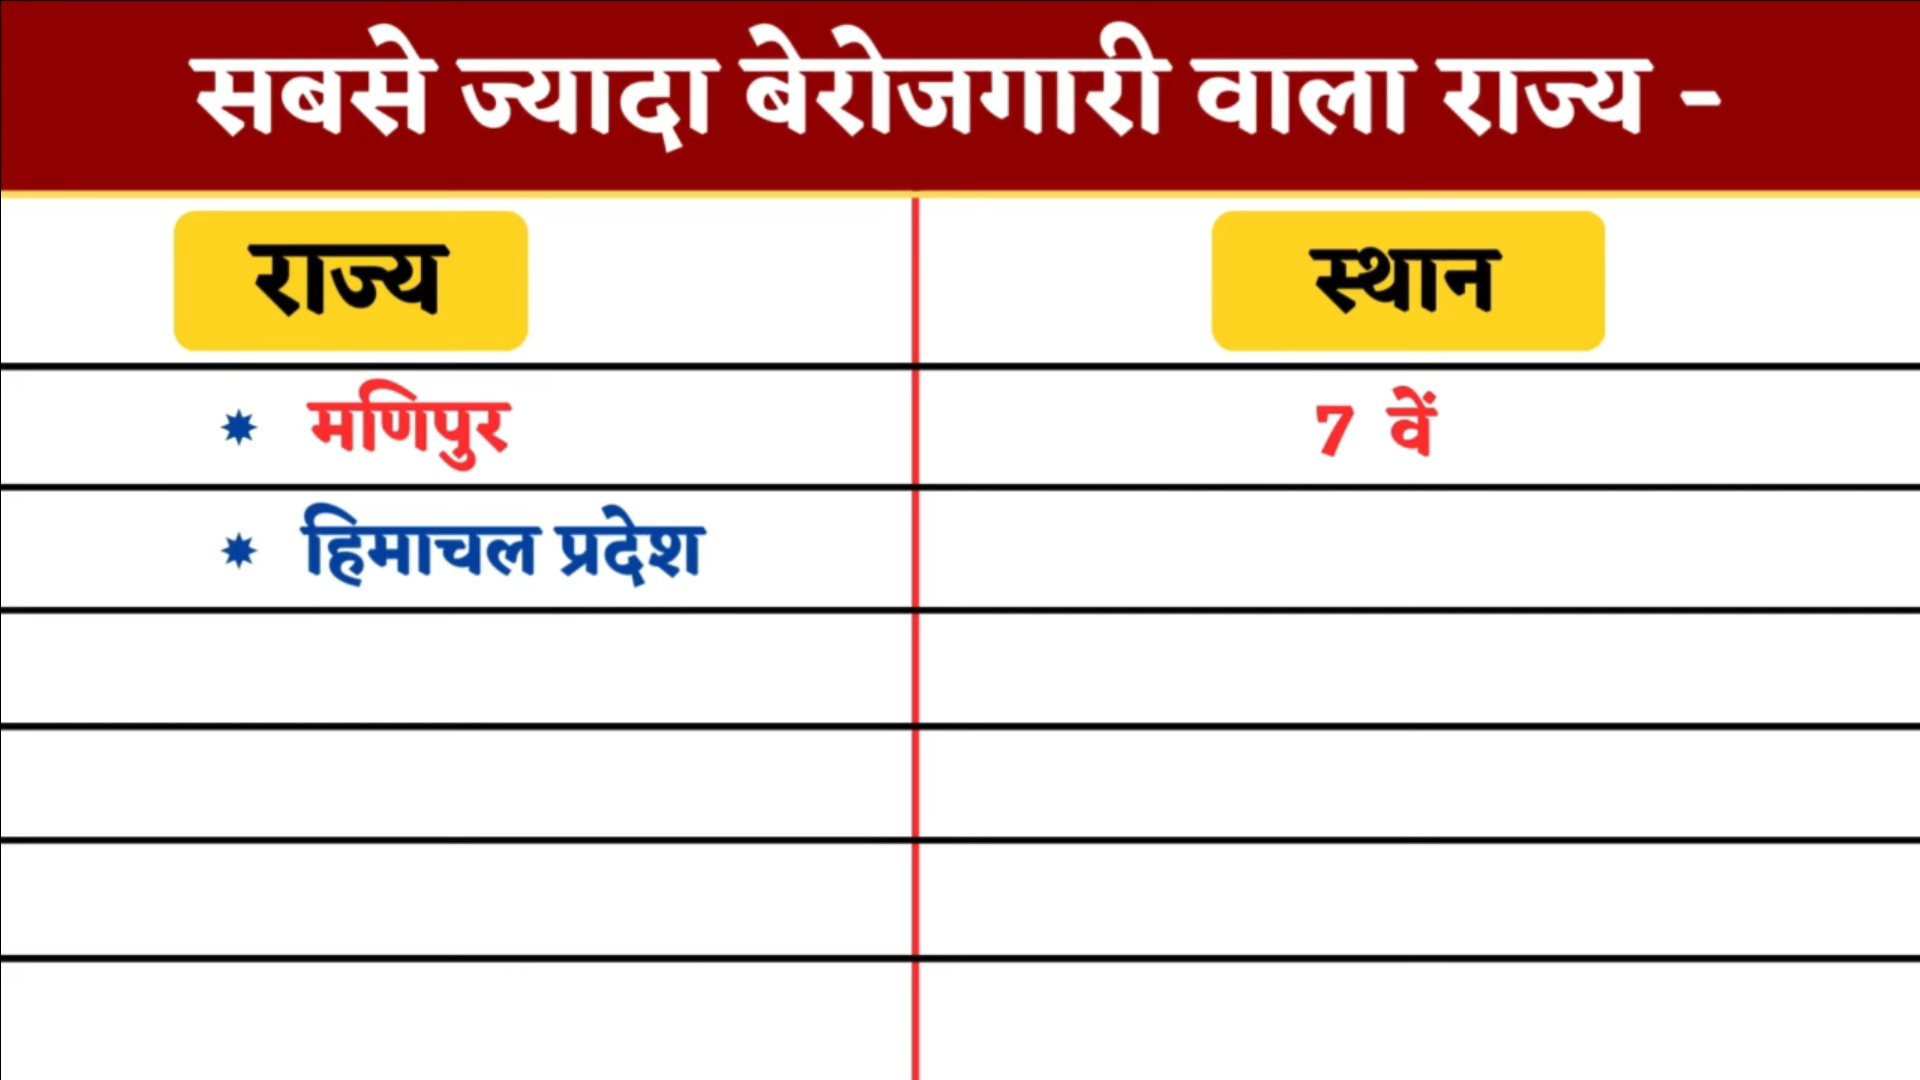 सबसे ज्यादा बेरोजगारी वाला राज्य -
राज्य स्थान
मणिपुर 7 वें
हिमाचल प्रदेश